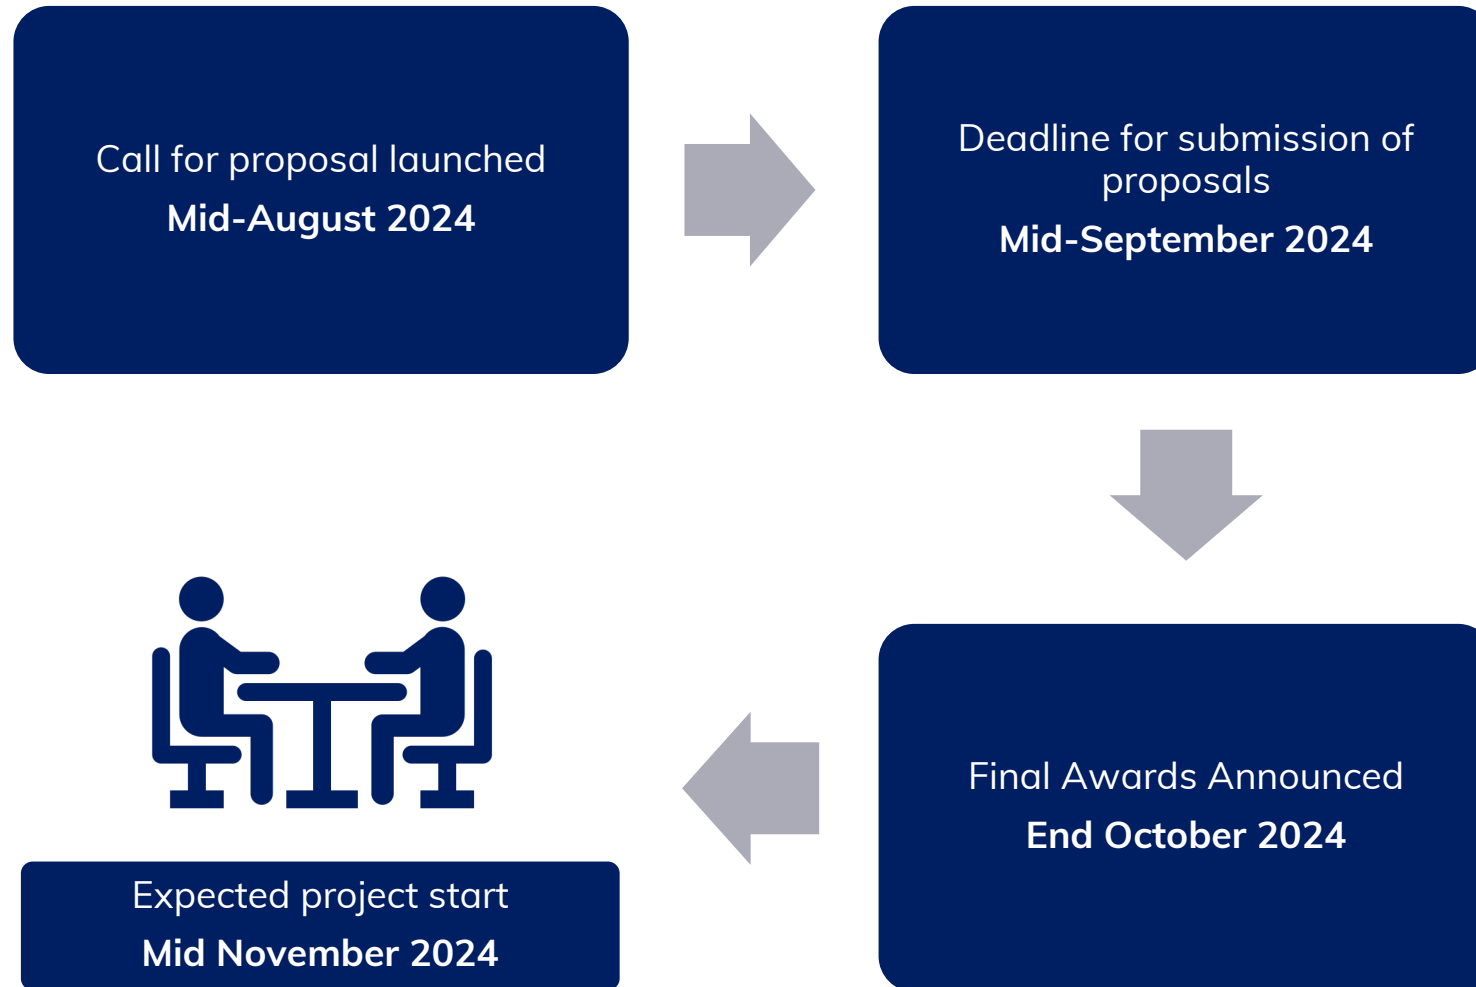 Call for proposal launched
Mid-August 2024
Deadline for submission of
proposals
Mid-September 2024
Final Awards Announced
End October 2024
Expected project start
Mid November 2024